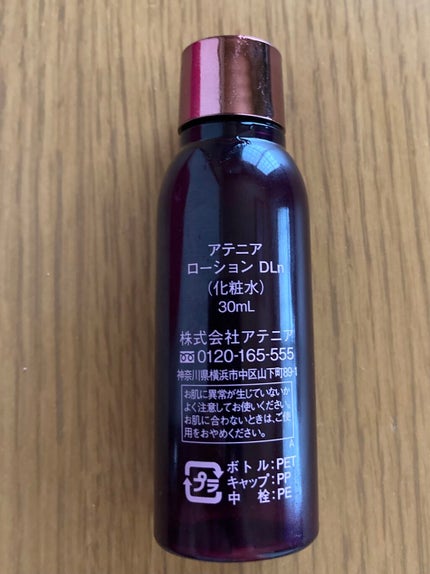 アテニア
ローション DLn
(化粧水)
30mL
株式会社アテニア
0120-165-555
神奈川県横浜市中区山下町89-1
お肌に異常が生じていないか
よく注意してお使いください。
お肌に合わないときは、ご使
用をおやめください。
A
プラ
ボトル:PET
キャップ:PP
中 栓:PE